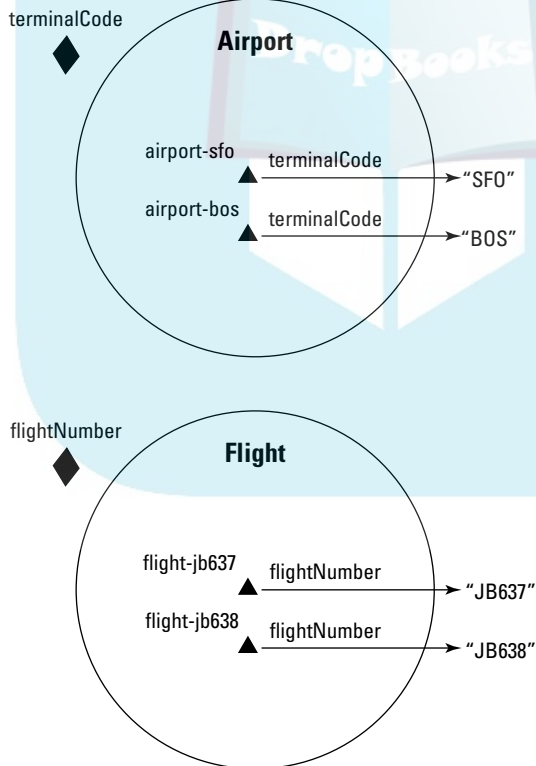 terminalCode
Airport
DropBooks
airport-sfo
terminalCode
“SFO”
airport-bos
terminalCode
“BOS”
flightNumber
Flight
flight-jb637
flightNumber
“JB637”
flight-jb638
flightNumber
“JB638”